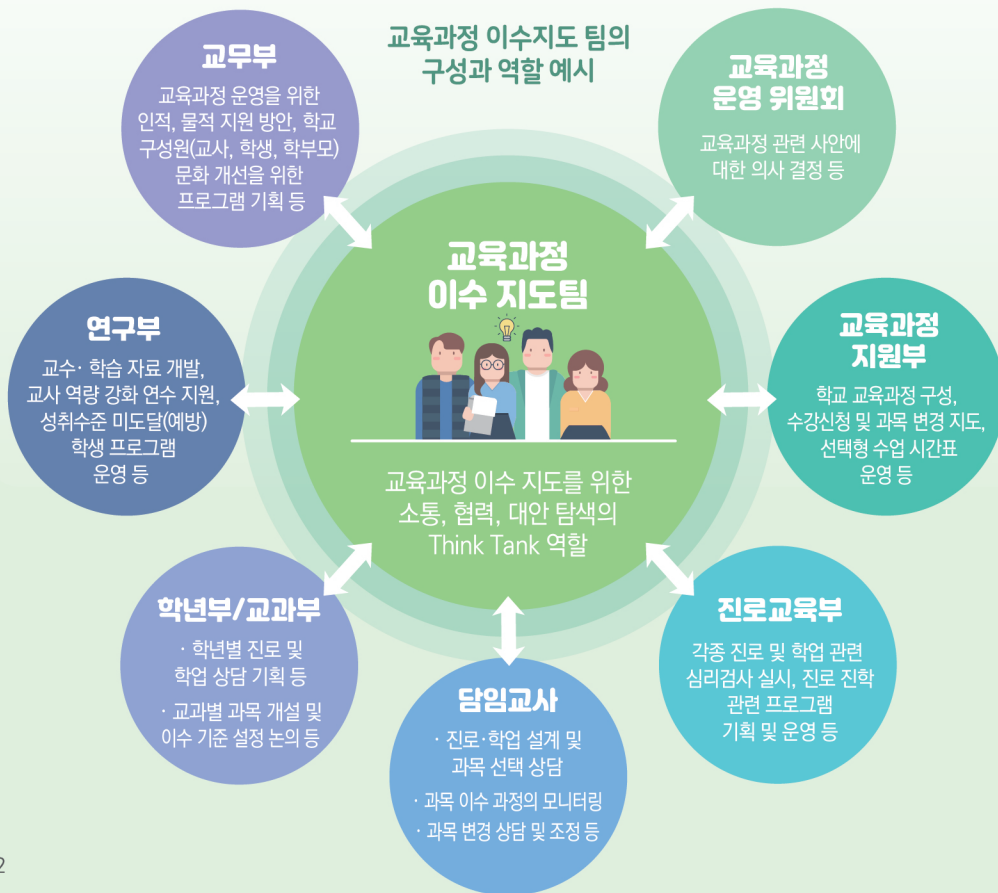 교육과정 이수지도 팀의
구성과 역할 예시
교무부
교육과정 운영을 위한
인적, 물적 지원 방안, 학교
구성원(교사, 학생, 학부모)
문화 개선을 위한
프로그램 기획 등
교육과정
운영 위원회
교육과정 관련 사안에
대한 의사 결정 등
교육과정
이수 지도팀
교육과정 이수 지도를 위한
소통, 협력, 대안 탐색의
Think Tank 역할
연구부
교수· 학습 자료 개발,
교사 역량 강화 연수 지원,
성취수준 미도달(예방)
학생 프로그램
운영 등
교육과정
지원부
학교 교육과정 구성,
수강신청 및 과목 변경 지도,
선택형 수업 시간표
운영 등
학년부/교과부
· 학년별 진로 및
학업 상담 기획 등
· 교과별 과목 개설 및
이수 기준 설정 논의 등
담임교사
· 진로·학업 설계 및
과목 선택 상담
· 과목 이수 과정의 모니터링
· 과목 변경 상담 및 조정 등
진로교육부
각종 진로 및 학업 관련
심리검사 실시, 진로 진학
관련 프로그램
기획 및 운영 등
2